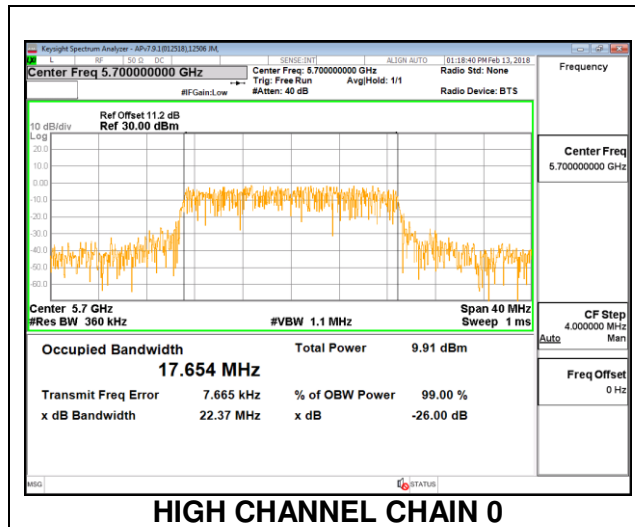 Keysight Spectrum Analyzer - APv7.9.1(012518),12506 JM,
L RF 50 Ω DC SENSE:INT ALIGN AUTO 01:18:40 PM Feb 13, 2018
Center Freq 5.700000000 GHz
Center Freq: 5.700000000 GHz Radio Std: None
Trig: Free Run Avg|Hold: 1/1
#IFGain:Low #Atten: 40 dB Radio Device: BTS
Frequency
Ref Offset 11.2 dB
10 dB/div Ref 30.00 dBm
Log
20.0
10.0
0.00
-10.0
-20.0
-30.0
-40.0
-50.0
-60.0
Center Freq
5.700000000 GHz
Center 5.7 GHz Span 40 MHz
#Res BW 360 kHz #VBW 1.1 MHz Sweep 1 ms
CF Step
4.000000 MHz
Auto Man
Occupied Bandwidth Total Power 9.91 dBm
17.654 MHz
Freq Offset
0 Hz
Transmit Freq Error 7.665 kHz % of OBW Power 99.00 %
x dB Bandwidth 22.37 MHz x dB -26.00 dB
MSG STATUS
HIGH CHANNEL CHAIN 0